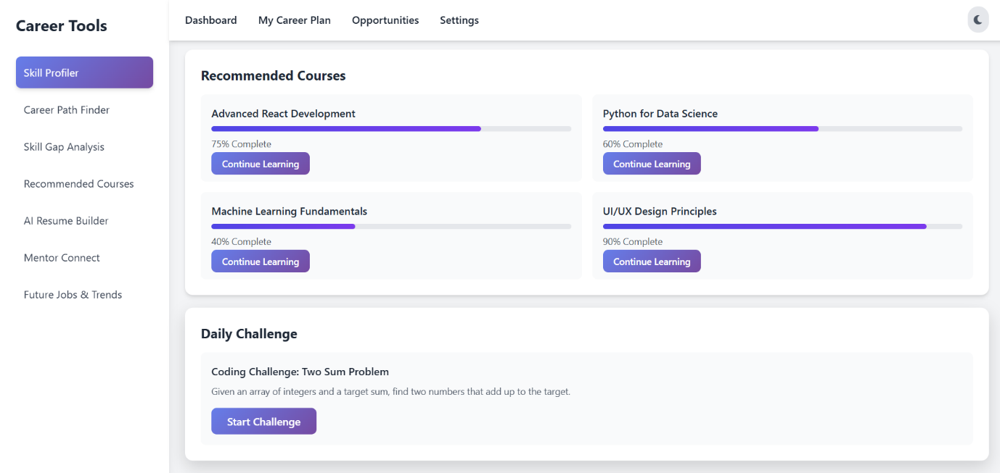 Career Tools
Skill Profiler
Career Path Finder
Skill Gap Analysis
Recommended Courses
AI Resume Builder
Mentor Connect
Future Jobs & Trends
Dashboard
My Career Plan
Opportunities
Settings
Recommended Courses
Advanced React Development
75% Complete
Continue Learning
Python for Data Science
60% Complete
Continue Learning
Machine Learning Fundamentals
40% Complete
Continue Learning
UI/UX Design Principles
90% Complete
Continue Learning
Daily Challenge
Coding Challenge: Two Sum Problem
Given an array of integers and a target sum, find two numbers that add up to the target.
Start Challenge